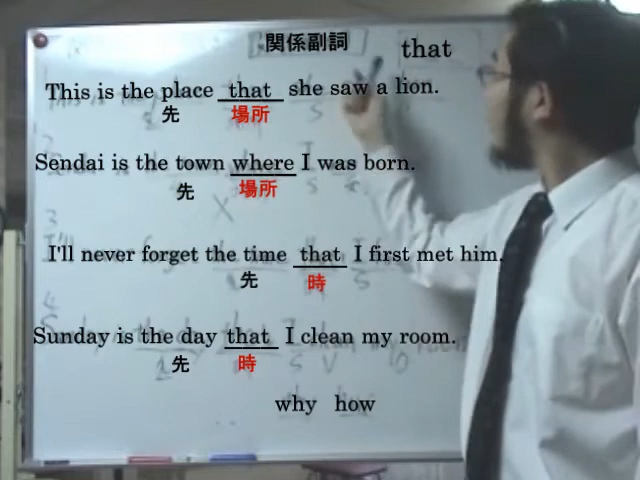 関係副詞 that
This is the place that she saw a lion.
先 場所
Sendai is the town where I was born.
先 場所
I'll never forget the time that I first met him.
先 時
Sunday is the day that I clean my room.
先 時
why how